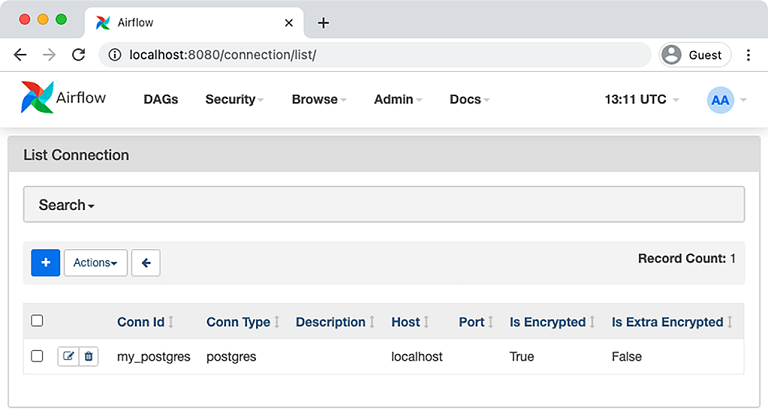 Airflow
localhost:8080/connection/list/
Guest
Airflow DAGs Security Browse Admin Docs 13:11 UTC AA
List Connection
Search
+ Actions
Record Count: 1
Conn Id Conn Type Description Host Port Is Encrypted Is Extra Encrypted
my_postgres postgres localhost True False